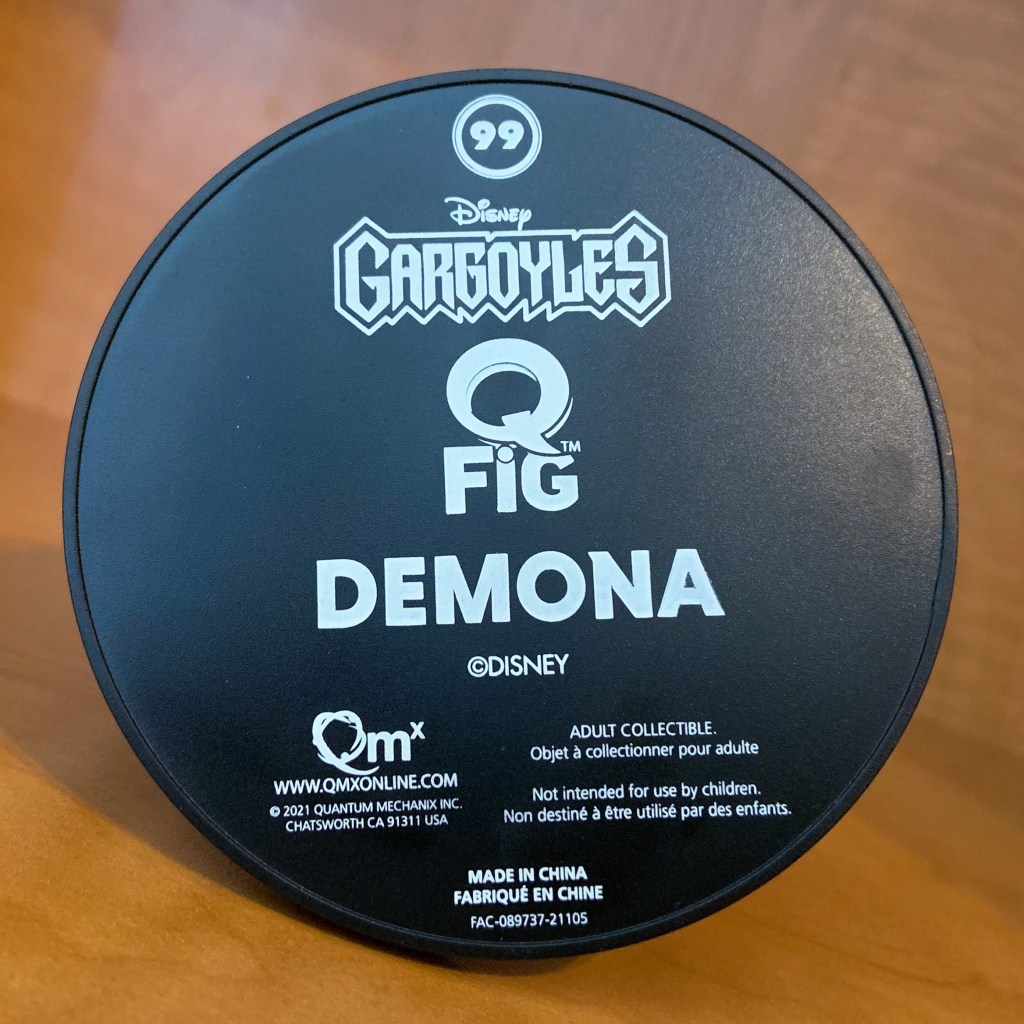 99
Disney
GARGOYLES
Q
FiG™
DEMONA
©DISNEY
Qmx
WWW.QMXONLINE.COM
© 2021 QUANTUM MECHANIX INC.
CHATSWORTH CA 91311 USA
ADULT COLLECTIBLE.
Objet à collectionner pour adulte
Not intended for use by children.
Non destiné à être utilisé par des enfants.
MADE IN CHINA
FABRIQUÉ EN CHINE
FAC-089737-21105